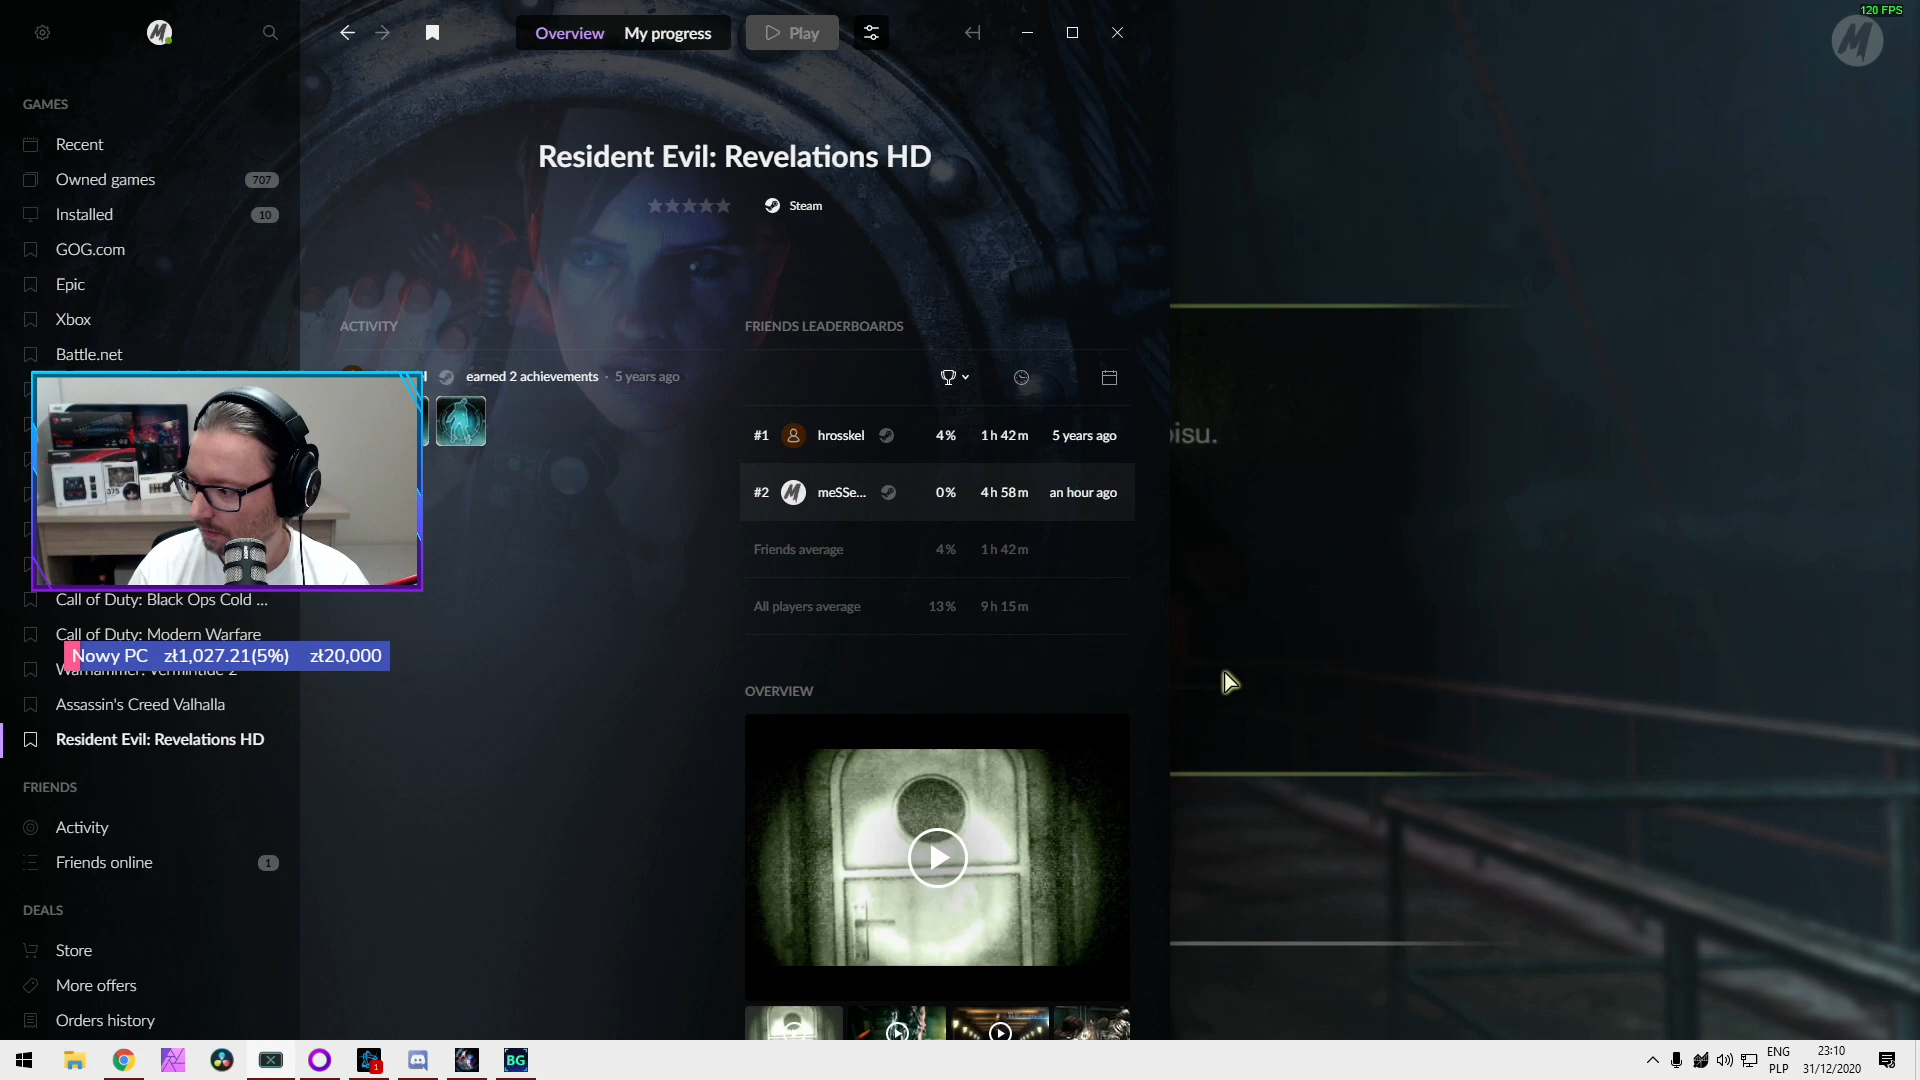 120 FPS
Overview
My progress
Play
GAMES
Recent
Owned games
707
Installed
10
GOG.com
Epic
Xbox
Battle.net
Call of Duty: Black Ops Cold ...
Call of Duty: Modern Warfare
Nowy PC zł1,027.21(5%) zł20,000
Warhammer: Vermintide 2
Assassin's Creed Valhalla
Resident Evil: Revelations HD
FRIENDS
Activity
Friends online
1
DEALS
Store
More offers
Orders history
Resident Evil: Revelations HD
Steam
ACTIVITY
earned 2 achievements · 5 years ago
FRIENDS LEADERBOARDS
#1 hrosskel 4% 1 h 42 m 5 years ago
#2 meSSe... 0% 4 h 58 m an hour ago
Friends average 4% 1 h 42 m
All players average 13% 9 h 15 m
OVERVIEW
BG
1
ENG
PLP
23:10
31/12/2020